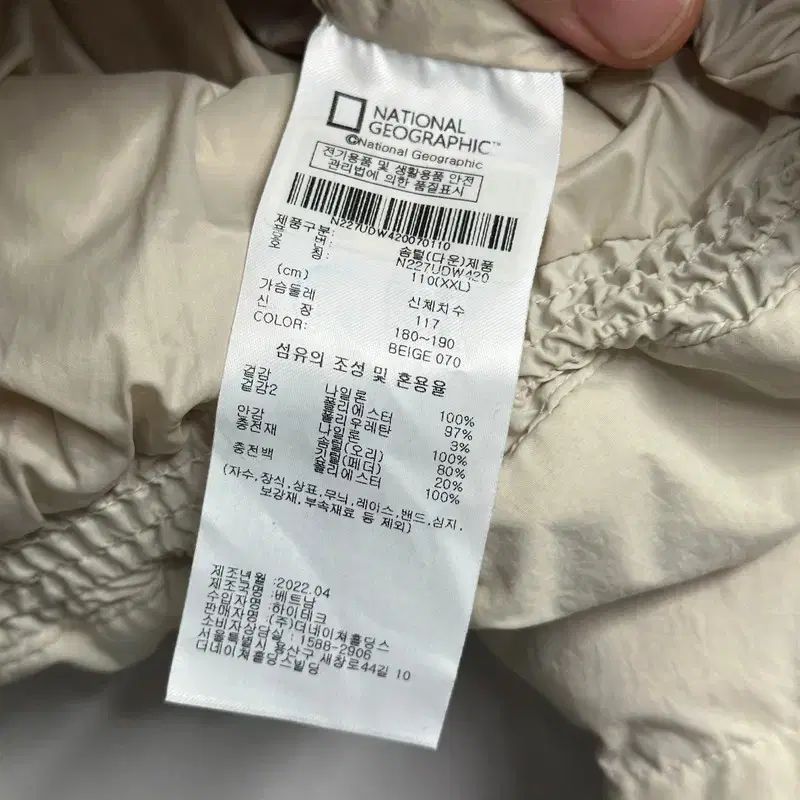 NATIONAL
GEOGRAPHIC™
©National Geographic
전기용품 및 생활용품 안전
관리법에 의한 품질표시
N227UDW420070110
제품구분: 솜털(다운)제품
품 번: N227UDW420
호 칭: 110(XXL)
(cm) 신체치수
가슴둘레 117
신 장 180~190
COLOR: BEIGE 070
섬유의 조성 및 혼용율
겉감 나일론 100%
겉감2 폴리에스터 97%
폴리우레탄 3%
안감 나일론 100%
충전재 솜털(오리) 80%
깃털(페더) 20%
충전백 폴리에스터 100%
(자수,장식,상표,무늬,레이스,밴드,심지,
보강재,부속재료 등 제외)
제조년월 :2022.04
제조국명 :베트남
수입자명 :하이테크
판매자명 :(주)더네이쳐홀딩스
소비자상담실 : 1588-2906
서울특별시 용산구 새창로44길 10
더네이쳐홀딩스빌딩